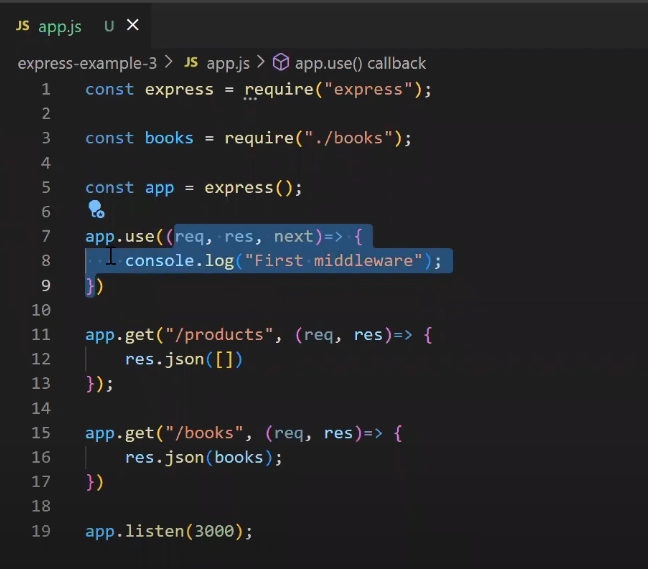 JS app.js U
express-example-3 > JS app.js > app.use() callback
1 const express = require("express");
2
3 const books = require("./books");
4
5 const app = express();
6
7 app.use((req, res, next)=> {
8 console.log("First middleware");
9 })
10
11 app.get("/products", (req, res)=> {
12 res.json([])
13 });
14
15 app.get("/books", (req, res)=> {
16 res.json(books);
17 })
18
19 app.listen(3000);